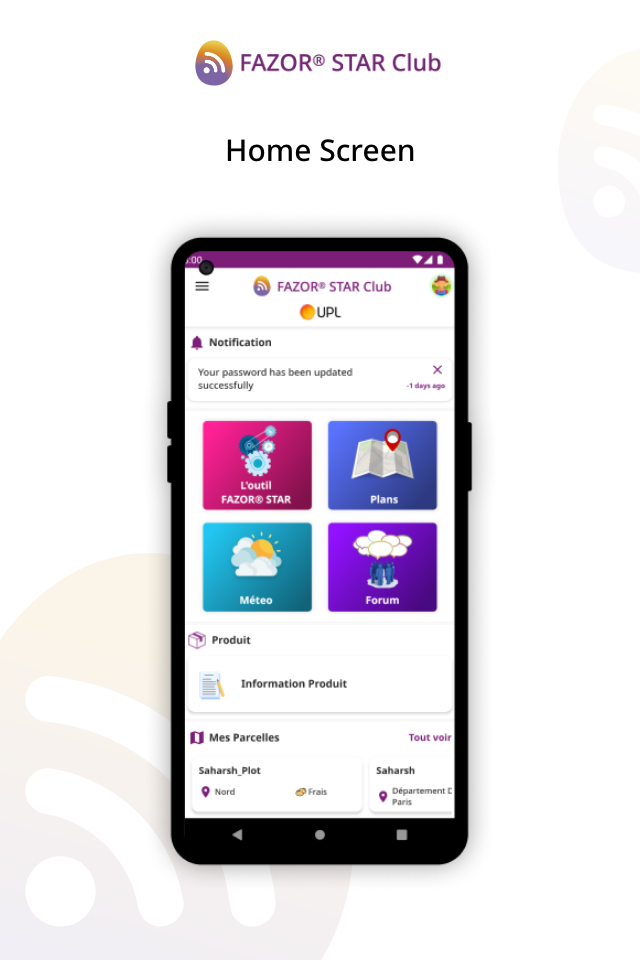 FAZOR® STAR Club
Home Screen
:00
FAZOR® STAR Club
UPL
Notification
Your password has been updated
successfully
-1 days ago
L'outil
FAZOR® STAR
Plans
Méteo
Forum
Produit
Information Produit
Mes Parcelles
Tout voir
Saharsh_Plot
Nord
Frais
Saharsh
Département D
Paris